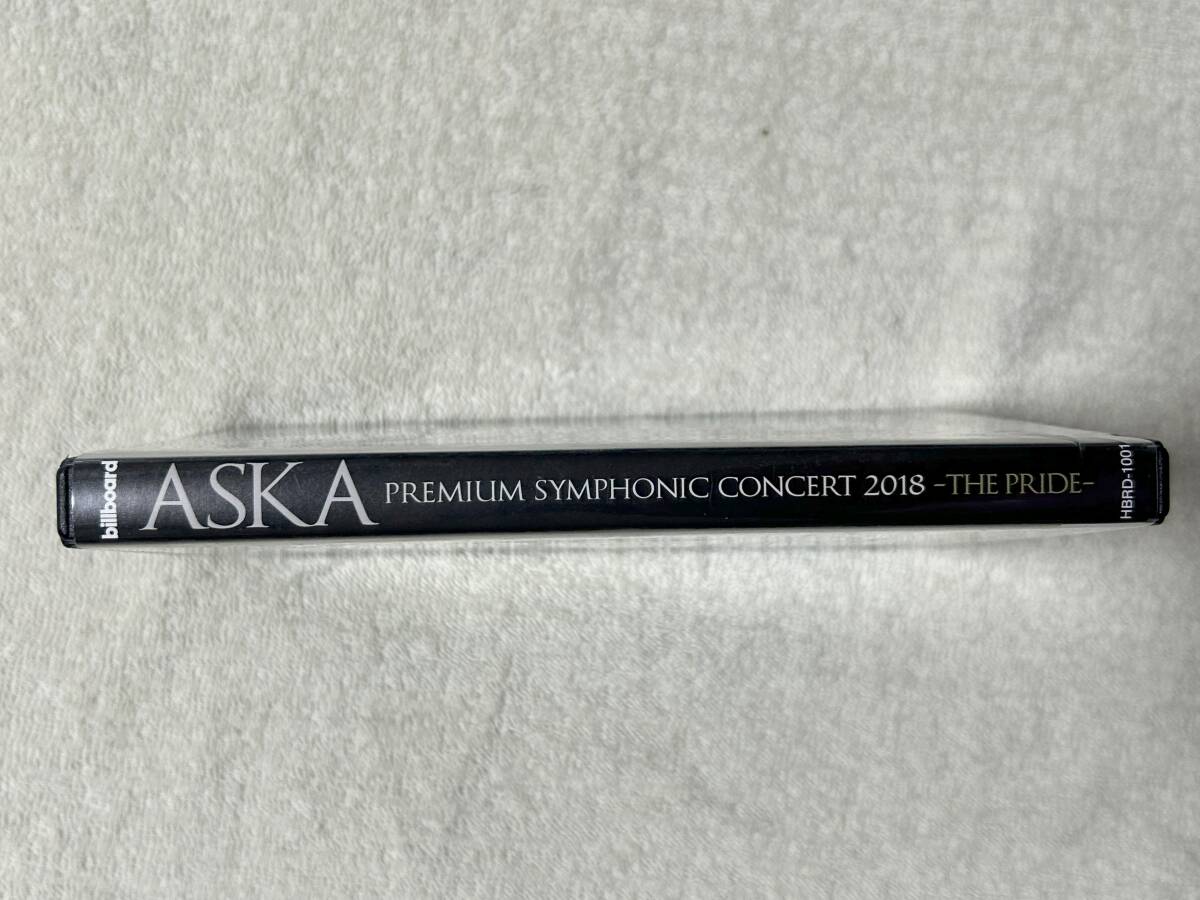 billboard
ASKA PREMIUM SYMPHONIC CONCERT 2018 -THE PRIDE-
HBRD-1001